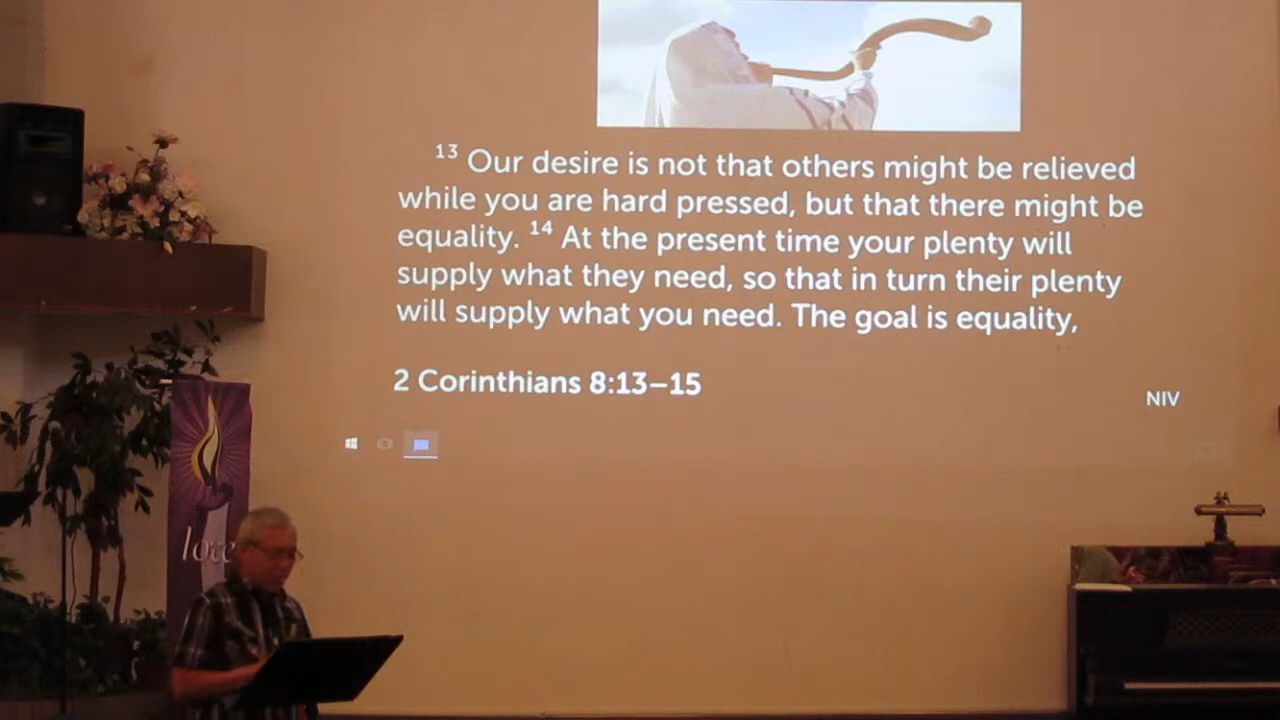 13 Our desire is not that others might be relieved
while you are hard pressed, but that there might be
equality. 14 At the present time your plenty will
supply what they need, so that in turn their plenty
will supply what you need. The goal is equality,
2 Corinthians 8:13–15
NIV
love